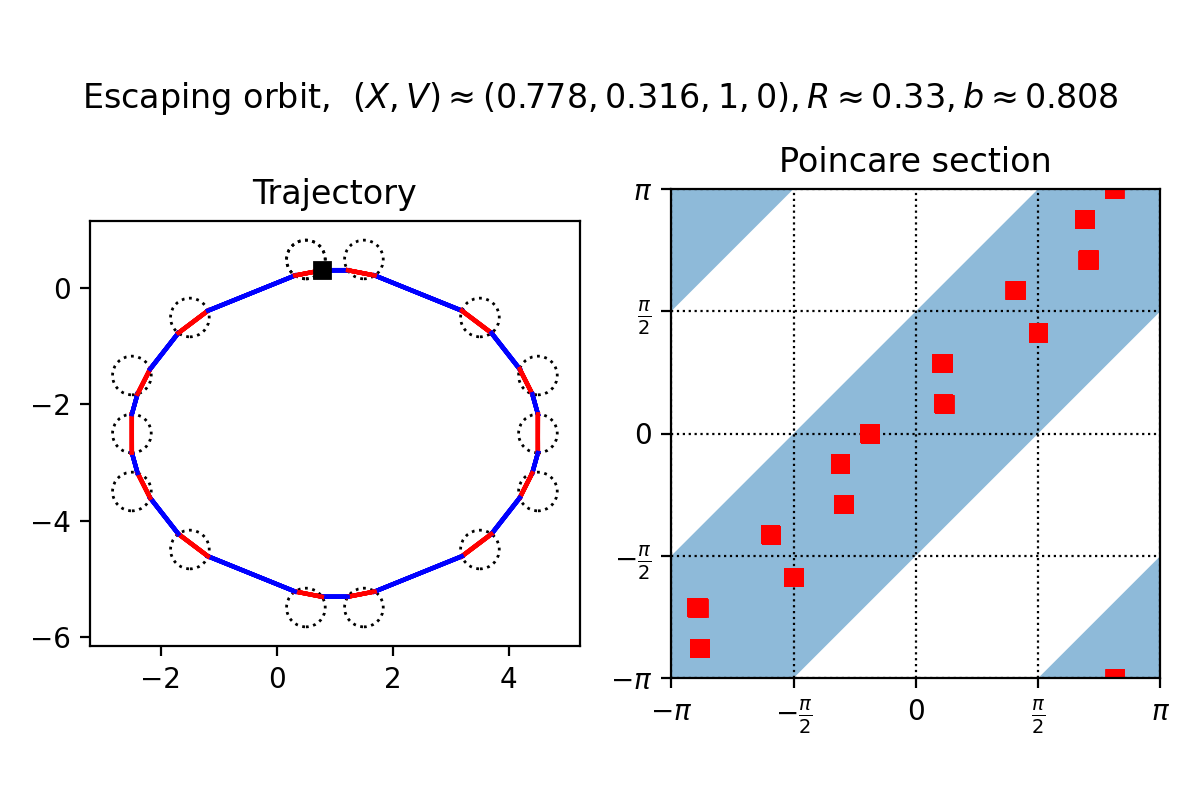 Escaping orbit, (X, V) ≈ (0.778, 0.316, 1, 0), R ≈ 0.33, b ≈ 0.808
Trajectory
0
−2
−4
−6
−2 0 2 4
Poincare section
π
π/2
0
−π/2
−π
−π −π/2 0 π/2 π